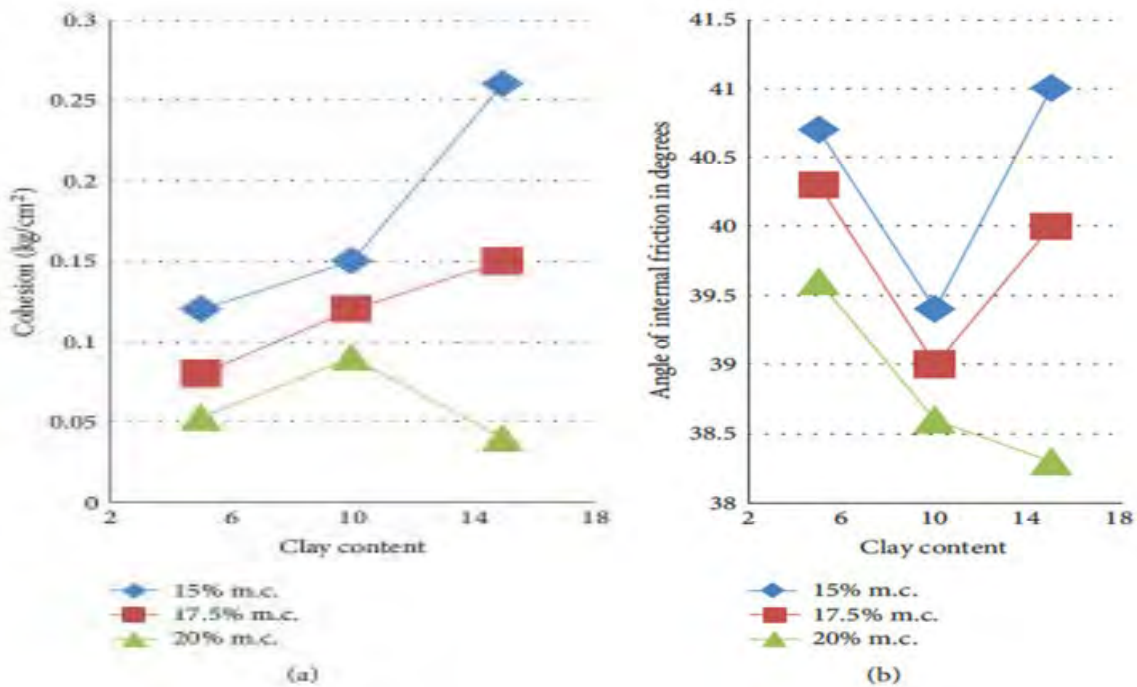 0.3
0.25
0.2
0.15
0.1
0.05
0
2 6 10 14 18
Cohesion (kg/cm²)
Clay content
15% m.c.
17.5% m.c.
20% m.c.
(a)
41.5
41
40.5
40
39.5
39
38.5
38
2 6 10 14 18
Angle of internal friction in degrees
Clay content
15% m.c.
17.5% m.c.
20% m.c.
(b)